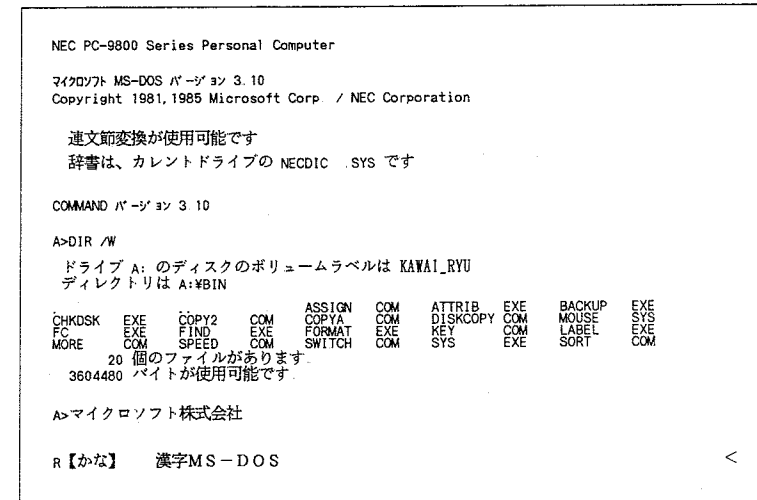 NEC PC-9800 Series Personal Computer
ﾏｲｸﾛｿﾌﾄ MS-DOS ﾊﾞｰｼﾞｮﾝ 3.10
Copyright 1981,1985 Microsoft Corp. / NEC Corporation
連文節変換が使用可能です
辞書は、カレントドライブの NECDIC .SYS です
COMMAND ﾊﾞｰｼﾞｮﾝ 3.10
A>DIR /W
ドライブ A: のディスクのボリュームラベルは KAWAI_RYU
ディレクトリは A:¥BIN
. .. ASSIGN COM ATTRIB EXE BACKUP EXE
CHKDSK EXE COPY2 COM COPYA COM DISKCOPY COM MOUSE SYS
FC EXE FIND EXE FORMAT EXE KEY COM LABEL EXE
MORE COM SPEED COM SWITCH COM SYS EXE SORT COM
20 個のファイルがあります.
3604480 バイトが使用可能です.
A>マイクロソフト株式会社
R【かな】 漢字ＭＳ－ＤＯＳ <